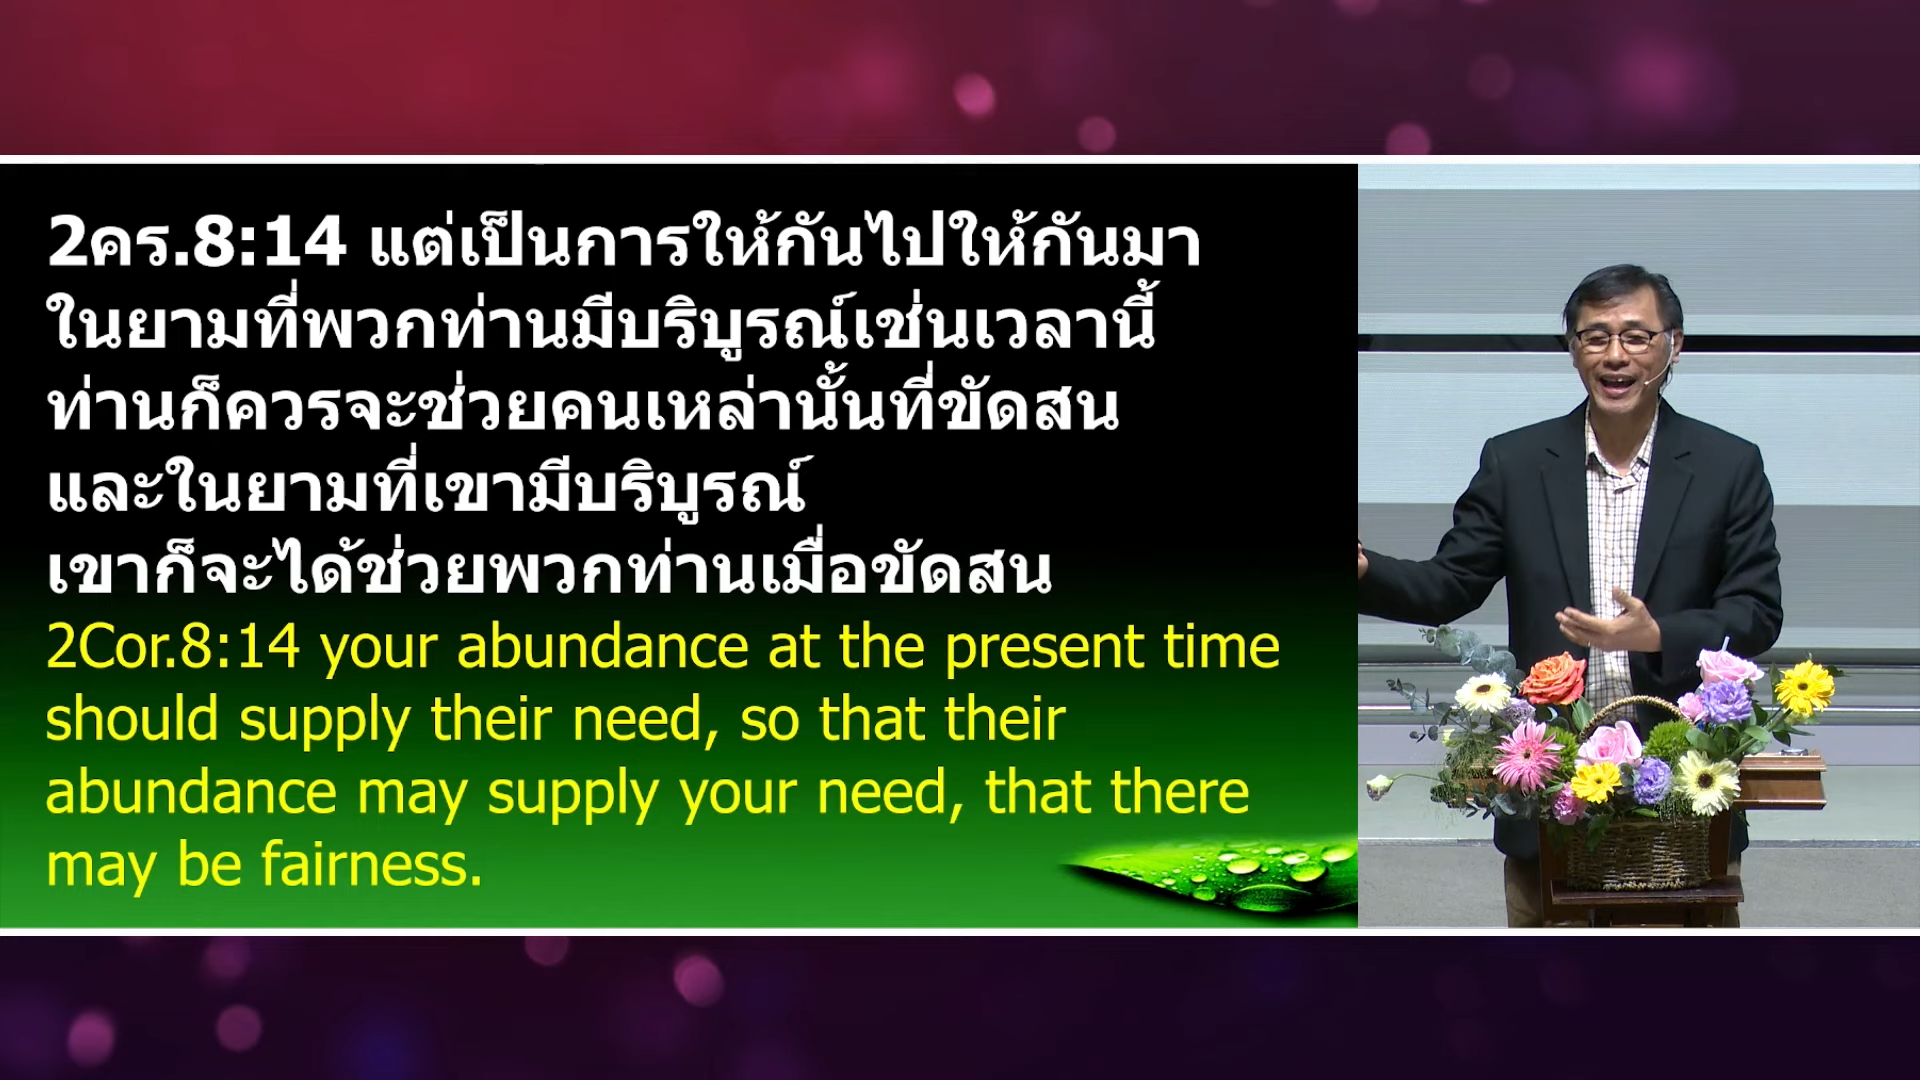 2คร.8:14 แต่เป็นการให้กันไปให้กันมา
ในยามที่พวกท่านมีบริบูรณ์เช่นเวลานี้
ท่านก็ควรจะช่วยคนเหล่านั้นที่ขัดสน
และในยามที่เขามีบริบูรณ์
เขาก็จะได้ช่วยพวกท่านเมื่อขัดสน
2Cor.8:14 your abundance at the present time
should supply their need, so that their
abundance may supply your need, that there
may be fairness.